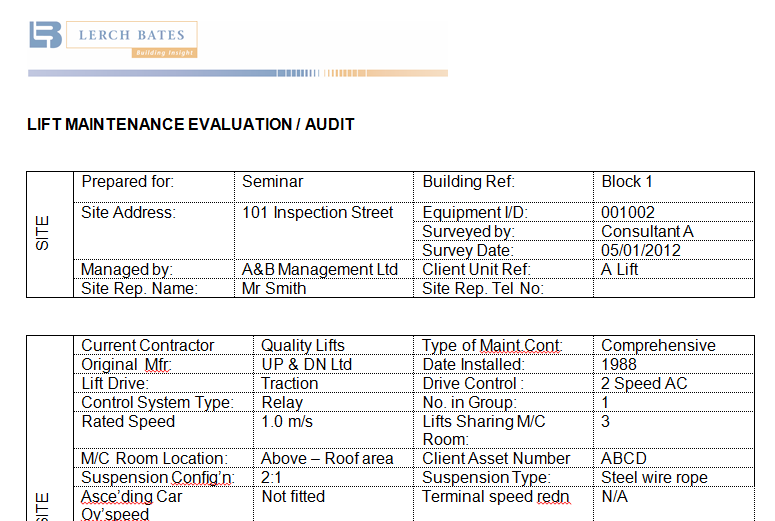 LB LERCH BATES
Building Insight
LIFT MAINTENANCE EVALUATION / AUDIT
SITE
Prepared for: Seminar Building Ref: Block 1
Site Address: 101 Inspection Street Equipment I/D: 001002
Surveyed by: Consultant A
Survey Date: 05/01/2012
Managed by: A&B Management Ltd Client Unit Ref: A Lift
Site Rep. Name: Mr Smith Site Rep. Tel No:
SITE
Current Contractor Quality Lifts Type of Maint.Cont: Comprehensive
Original Mfr: UP & DN Ltd Date Installed: 1988
Lift Drive: Traction Drive Control : 2 Speed AC
Control System Type: Relay No. in Group: 1
Rated Speed 1.0 m/s Lifts Sharing M/C 3
Room:
M/C Room Location: Above – Roof area Client Asset Number ABCD
Suspension Config'n: 2:1 Suspension Type: Steel wire rope
Asce'ding Car Not fitted Terminal speed redn N/A
Ov'speed